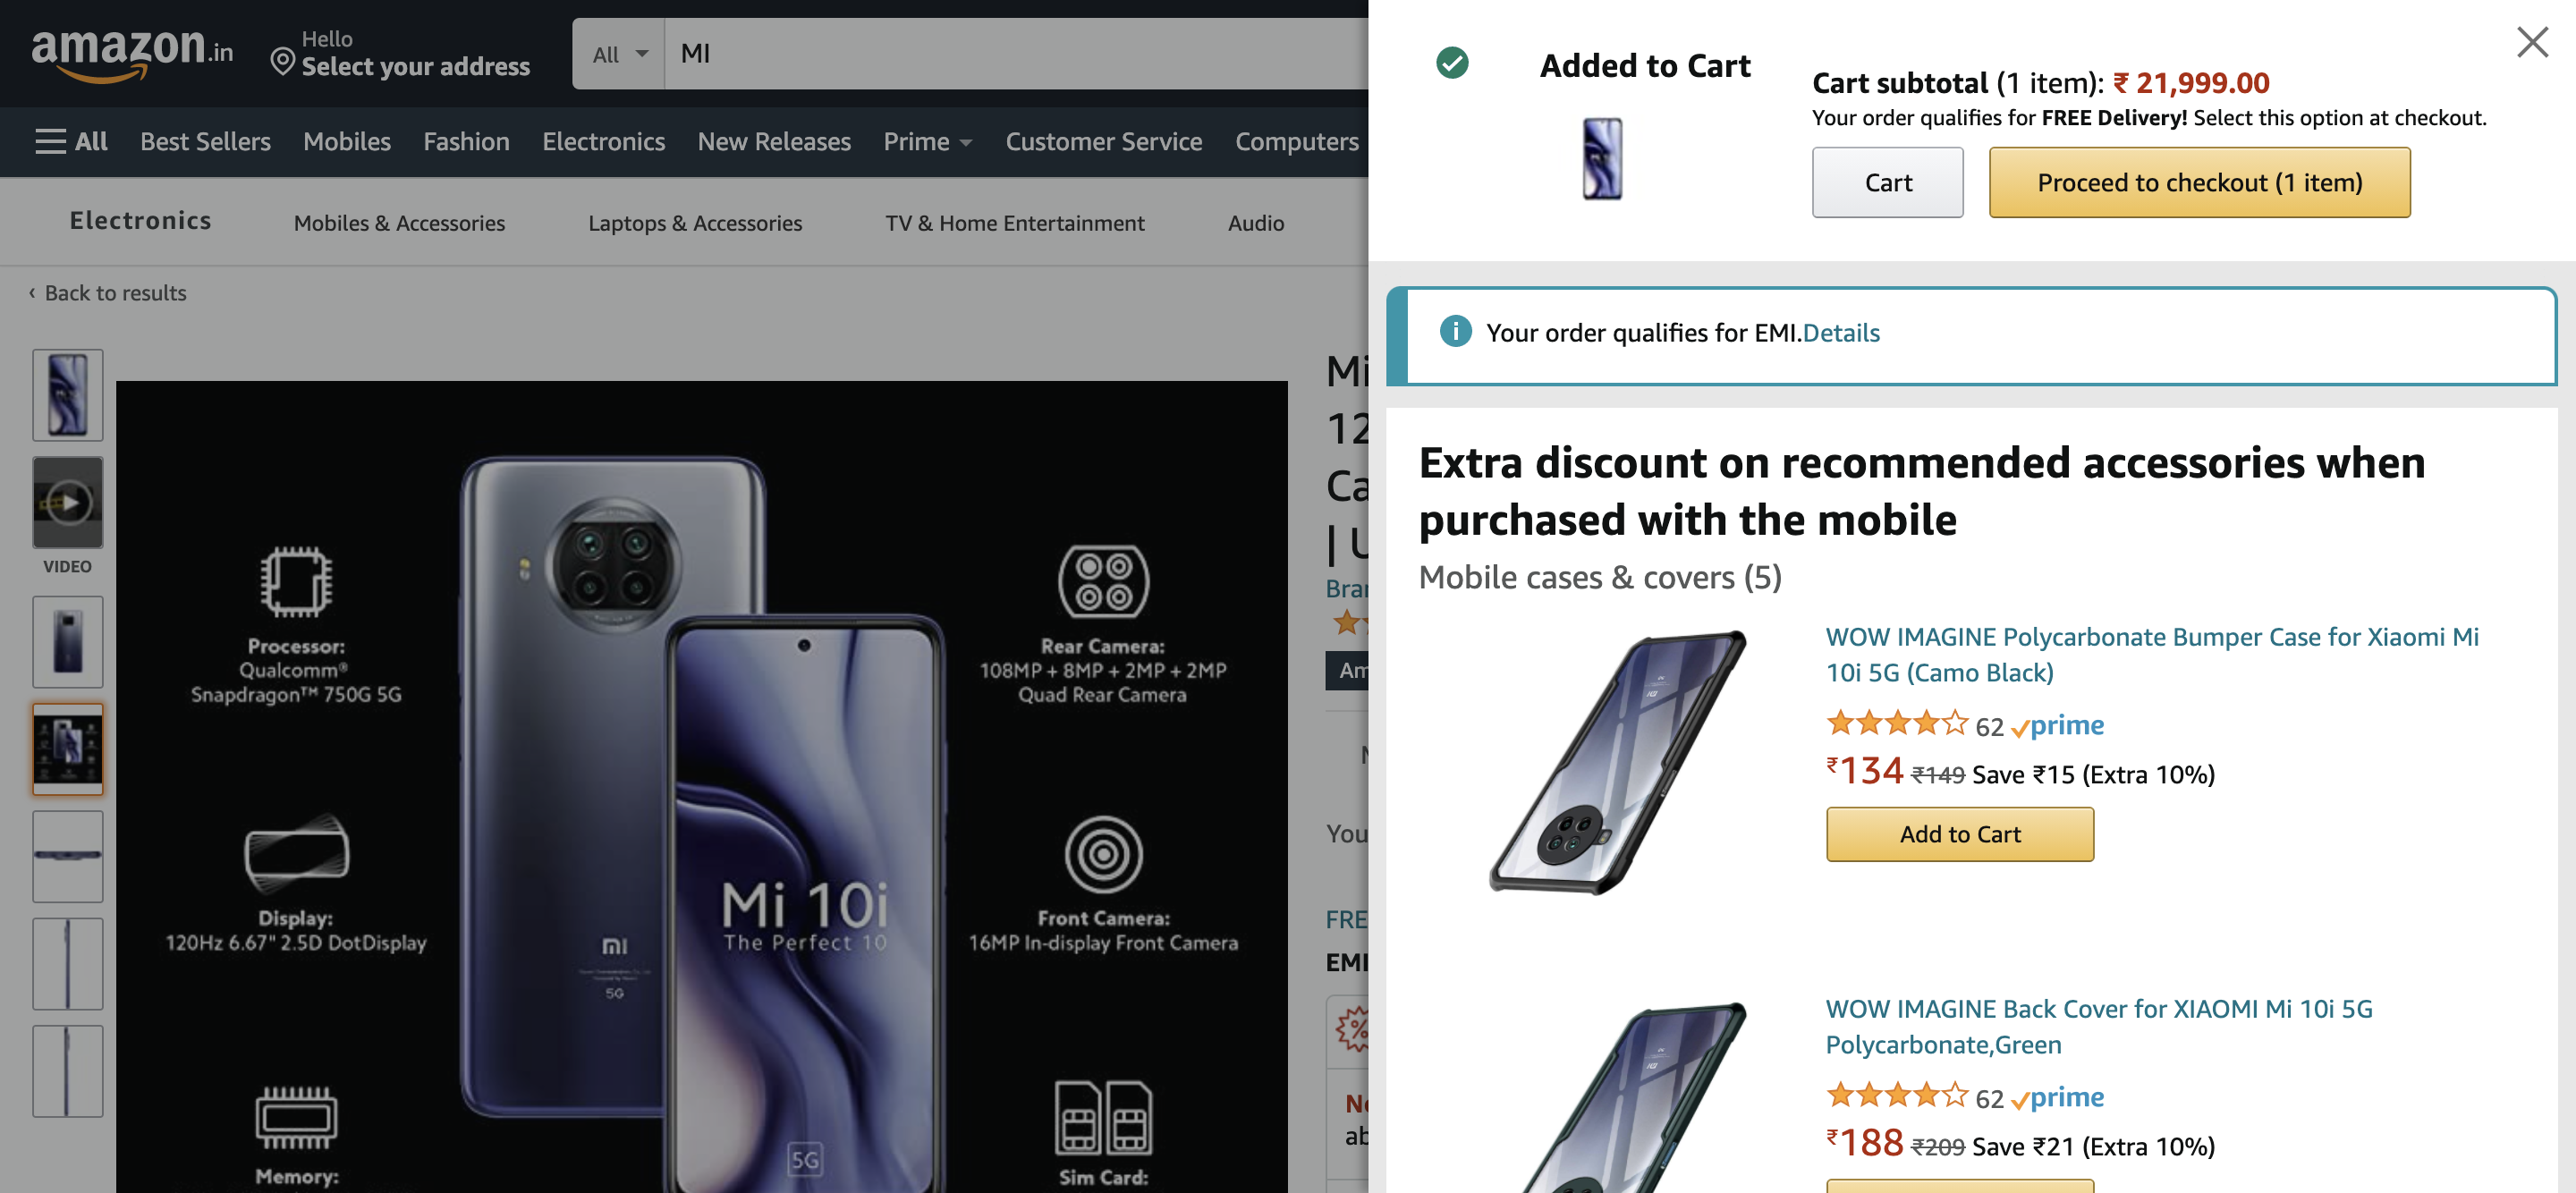 amazon.in
Hello
Select your address
All
MI
All
Best Sellers
Mobiles
Fashion
Electronics
New Releases
Prime
Customer Service
Computers
Electronics
Mobiles & Accessories
Laptops & Accessories
TV & Home Entertainment
Audio
‹ Back to results
VIDEO
Processor:
Qualcomm®
Snapdragon™ 750G 5G
Rear Camera:
108MP + 8MP + 2MP + 2MP
Quad Rear Camera
Display:
120Hz 6.67" 2.5D DotDisplay
Front Camera:
16MP In-display Front Camera
Memory:
Sim Card:
Mi 10i
The Perfect 10
mi
5G
5G
Mi
12
Ca
| U
Bra
Am
You
FRE
EMI
Added to Cart
Cart subtotal (1 item): ₹ 21,999.00
Your order qualifies for FREE Delivery! Select this option at checkout.
Cart
Proceed to checkout (1 item)
Your order qualifies for EMI.Details
Extra discount on recommended accessories when
purchased with the mobile
Mobile cases & covers (5)
WOW IMAGINE Polycarbonate Bumper Case for Xiaomi Mi
10i 5G (Camo Black)
62 prime
₹134 ₹149 Save ₹15 (Extra 10%)
Add to Cart
WOW IMAGINE Back Cover for XIAOMI Mi 10i 5G
Polycarbonate,Green
62 prime
₹188 ₹209 Save ₹21 (Extra 10%)